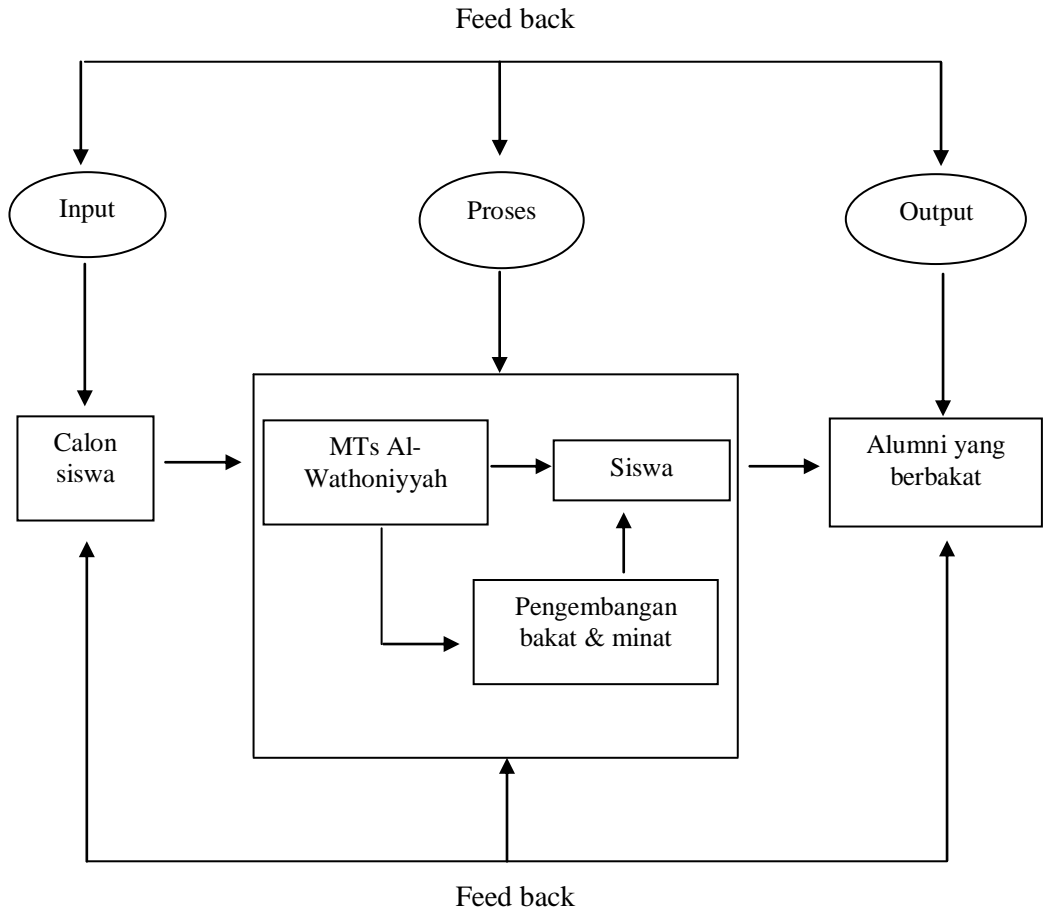 Feed back
Input
Proses
Output
Calon
siswa
MTs Al-
Wathoniyyah
Siswa
Alumni yang
berbakat
Pengembangan
bakat & minat
Feed back